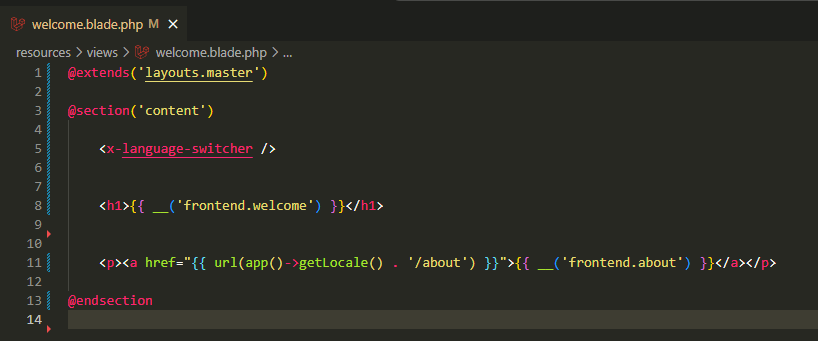 welcome.blade.php M ×
resources > views > welcome.blade.php > ...
1 @extends('layouts.master')
2
3 @section('content')
4
5 <x-language-switcher />
6
7
8 <h1>{{ __('frontend.welcome') }}</h1>
9
10
11 <p><a href="{{ url(app()->getLocale() . '/about') }}">{{ __('frontend.about') }}</a></p>
12
13 @endsection
14